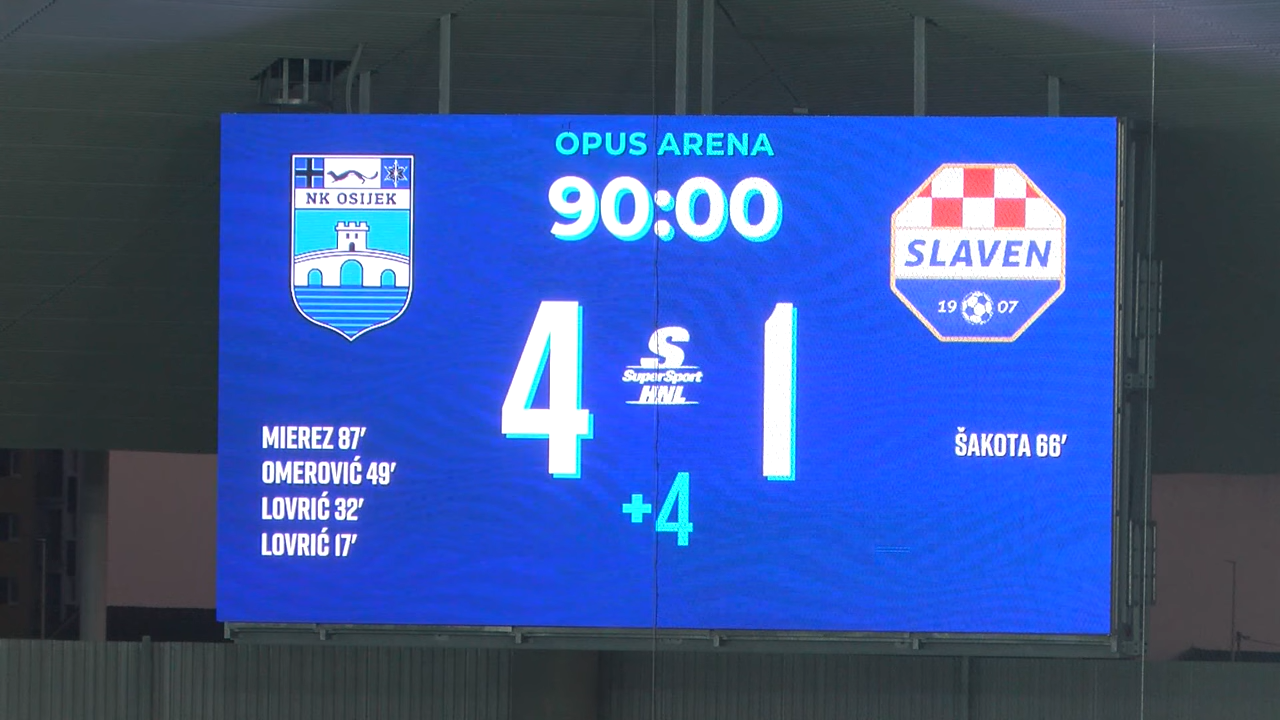 OPUS ARENA
90:00
NK OSIJEK
SLAVEN
19 07
4 1
S
SuperSport
HNL
+4
MIEREZ 87'
OMEROVIĆ 49'
LOVRIĆ 32'
LOVRIĆ 17'
ŠAKOTA 66'